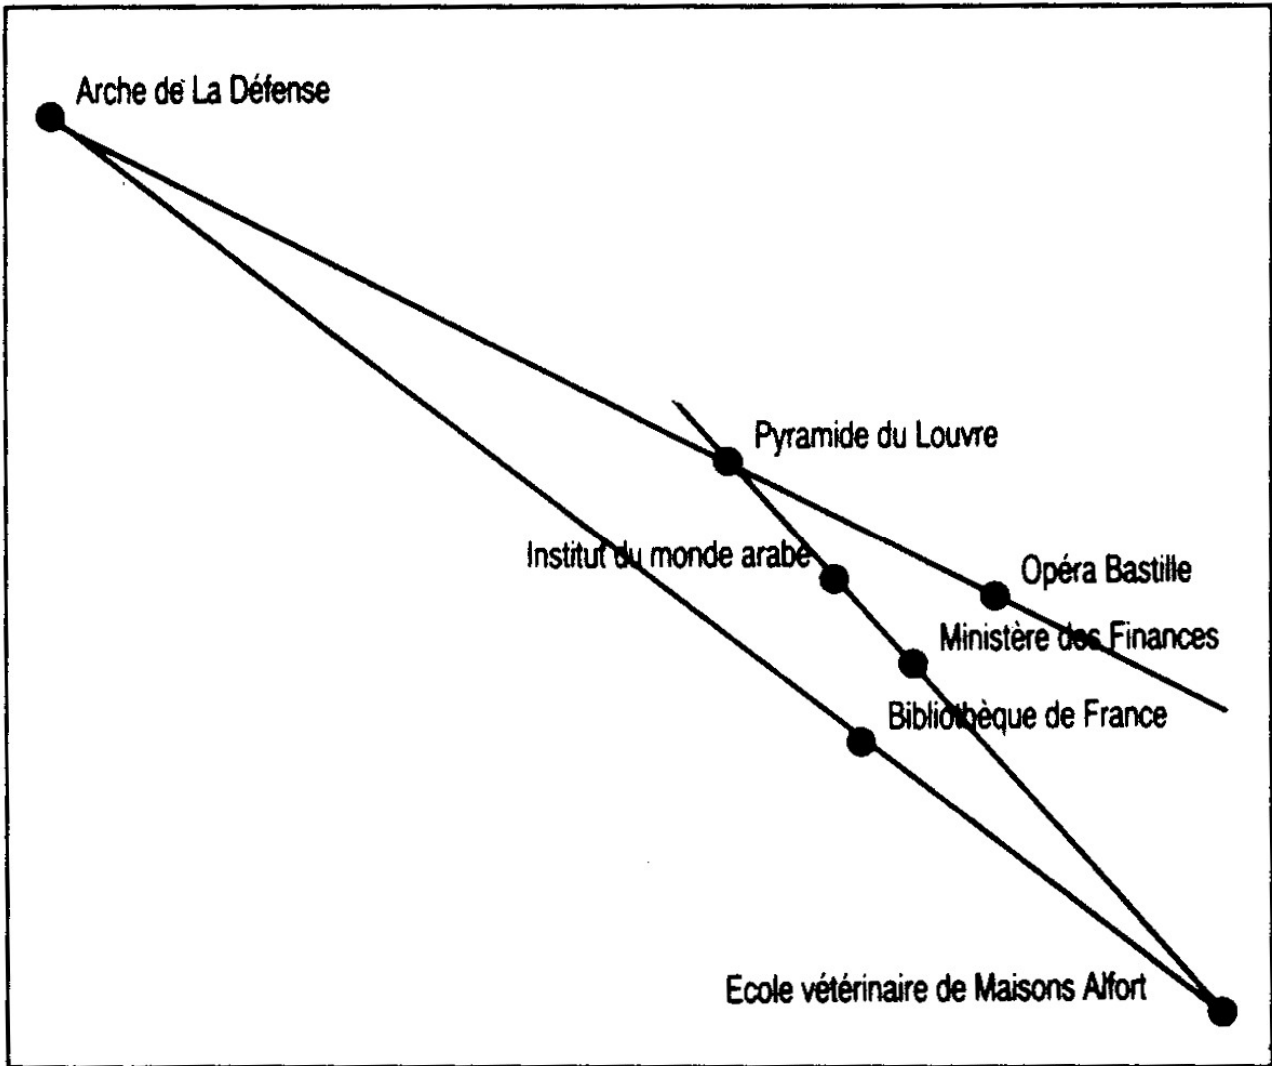 Arche de La Défense
Pyramide du Louvre
Institut du monde arabe
Opéra Bastille
Ministère des Finances
Bibliothèque de France
Ecole vétérinaire de Maisons Alfort